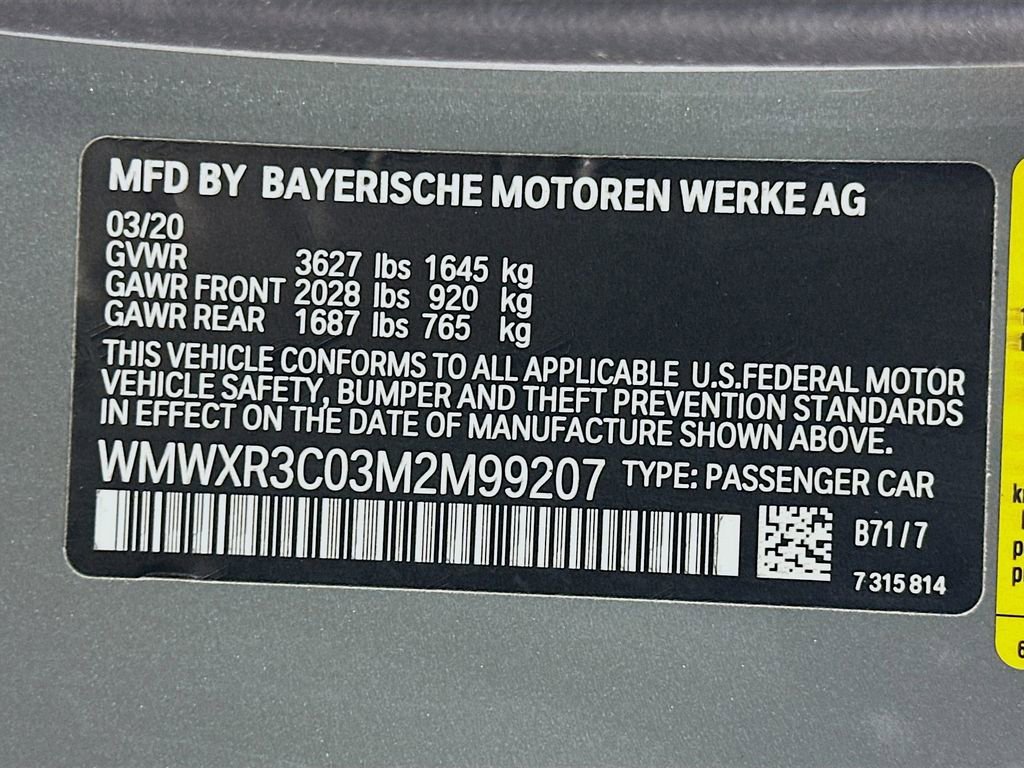 MFD BY BAYERISCHE MOTOREN WERKE AG
03/20
GVWR 3627 lbs 1645 kg
GAWR FRONT 2028 lbs 920 kg
GAWR REAR 1687 lbs 765 kg
THIS VEHICLE CONFORMS TO ALL APPLICABLE U.S.FEDERAL MOTOR
VEHICLE SAFETY, BUMPER AND THEFT PREVENTION STANDARDS
IN EFFECT ON THE DATE OF MANUFACTURE SHOWN ABOVE.
WMWXR3C03M2M99207 TYPE: PASSENGER CAR
B71/7
7 315 814